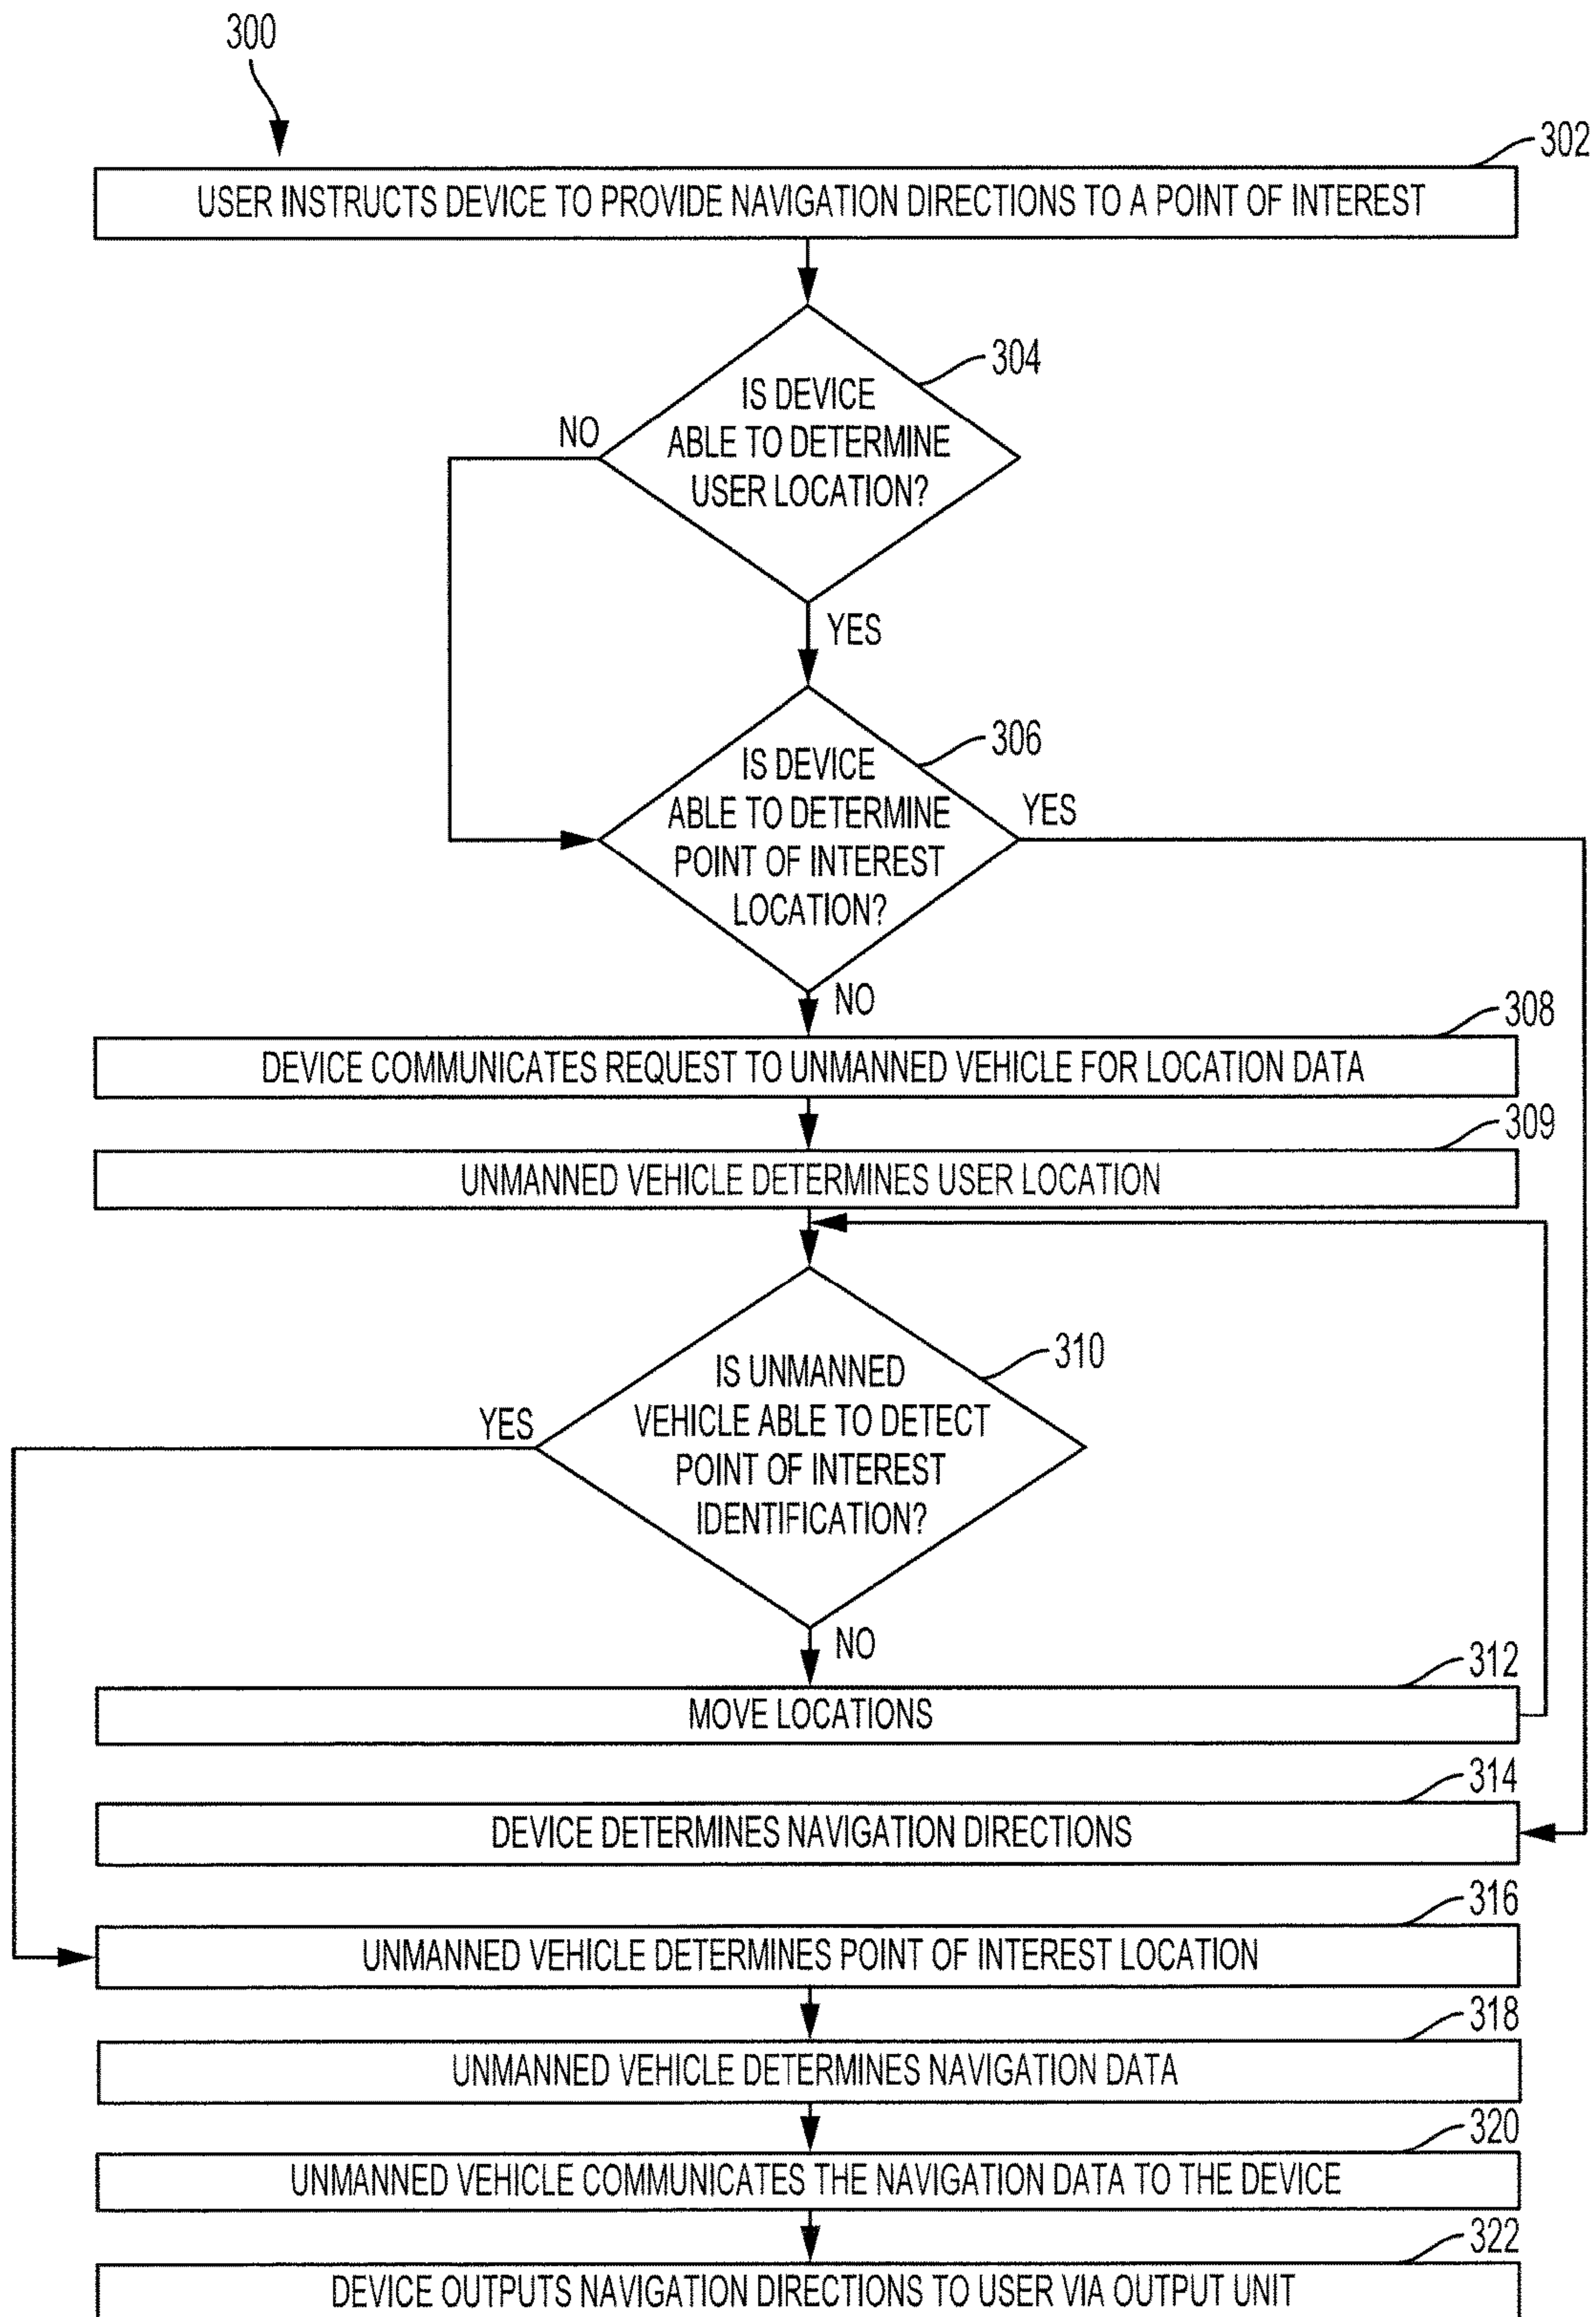 300
302
USER INSTRUCTS DEVICE TO PROVIDE NAVIGATION DIRECTIONS TO A POINT OF INTEREST
304
IS DEVICE
ABLE TO DETERMINE
USER LOCATION?
NO
YES
306
IS DEVICE
ABLE TO DETERMINE
POINT OF INTEREST
LOCATION?
YES
NO
308
DEVICE COMMUNICATES REQUEST TO UNMANNED VEHICLE FOR LOCATION DATA
309
UNMANNED VEHICLE DETERMINES USER LOCATION
310
IS UNMANNED
VEHICLE ABLE TO DETECT
POINT OF INTEREST
IDENTIFICATION?
YES
NO
312
MOVE LOCATIONS
314
DEVICE DETERMINES NAVIGATION DIRECTIONS
316
UNMANNED VEHICLE DETERMINES POINT OF INTEREST LOCATION
318
UNMANNED VEHICLE DETERMINES NAVIGATION DATA
320
UNMANNED VEHICLE COMMUNICATES THE NAVIGATION DATA TO THE DEVICE
322
DEVICE OUTPUTS NAVIGATION DIRECTIONS TO USER VIA OUTPUT UNIT